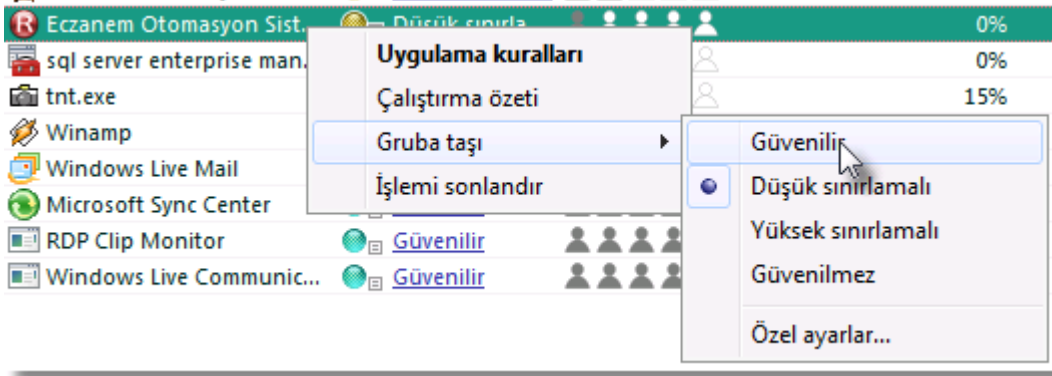 Eczanem Otomasyon Sist. Düşük sınırla 0%
sql server enterprise man. 0%
tnt.exe 15%
Winamp
Windows Live Mail
Microsoft Sync Center
RDP Clip Monitor Güvenilir
Windows Live Communic... Güvenilir
Uygulama kuralları
Çalıştırma özeti
Gruba taşı
İşlemi sonlandır
Güvenilir
Düşük sınırlamalı
Yüksek sınırlamalı
Güvenilmez
Özel ayarlar...